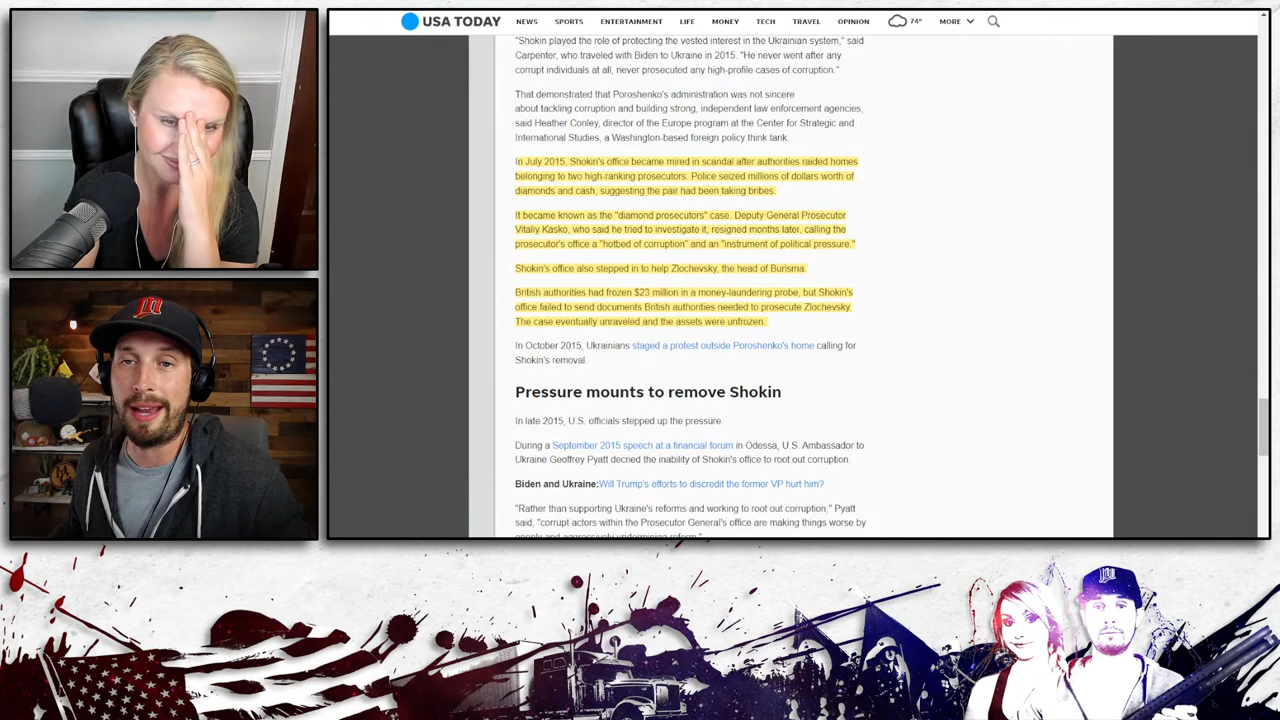 USA TODAY
NEWS SPORTS ENTERTAINMENT LIFE MONEY TECH TRAVEL OPINION 74° MORE
"Shokin played the role of protecting the vested interest in the Ukrainian system," said
Carpenter, who traveled with Biden to Ukraine in 2015. "He never went after any
corrupt individuals at all, never prosecuted any high-profile cases of corruption."
That demonstrated that Poroshenko's administration was not sincere
about tackling corruption and building strong, independent law enforcement agencies,
said Heather Conley, director of the Europe program at the Center for Strategic and
International Studies, a Washington-based foreign policy think tank.
In July 2015, Shokin's office became mired in scandal after authorities raided homes
belonging to two high-ranking prosecutors. Police seized millions of dollars worth of
diamonds and cash, suggesting the pair had been taking bribes.
It became known as the "diamond prosecutors" case. Deputy General Prosecutor
Vitaliy Kasko, who said he tried to investigate it, resigned months later, calling the
prosecutor's office a "hotbed of corruption" and an "instrument of political pressure."
Shokin's office also stepped in to help Zlochevsky, the head of Burisma.
British authorities had frozen $23 million in a money-laundering probe, but Shokin's
office failed to send documents British authorities needed to prosecute Zlochevsky.
The case eventually unraveled and the assets were unfrozen.
In October 2015, Ukrainians staged a protest outside Poroshenko's home calling for
Shokin's removal.
Pressure mounts to remove Shokin
In late 2015, U.S. officials stepped up the pressure.
During a September 2015 speech at a financial forum in Odessa, U.S. Ambassador to
Ukraine Geoffrey Pyatt decried the inability of Shokin's office to root out corruption.
Biden and Ukraine:Will Trump's efforts to discredit the former VP hurt him?
"Rather than supporting Ukraine's reforms and working to root out corruption," Pyatt
said, "corrupt actors within the Prosecutor General's office are making things worse by
openly and aggressively undermining reform."